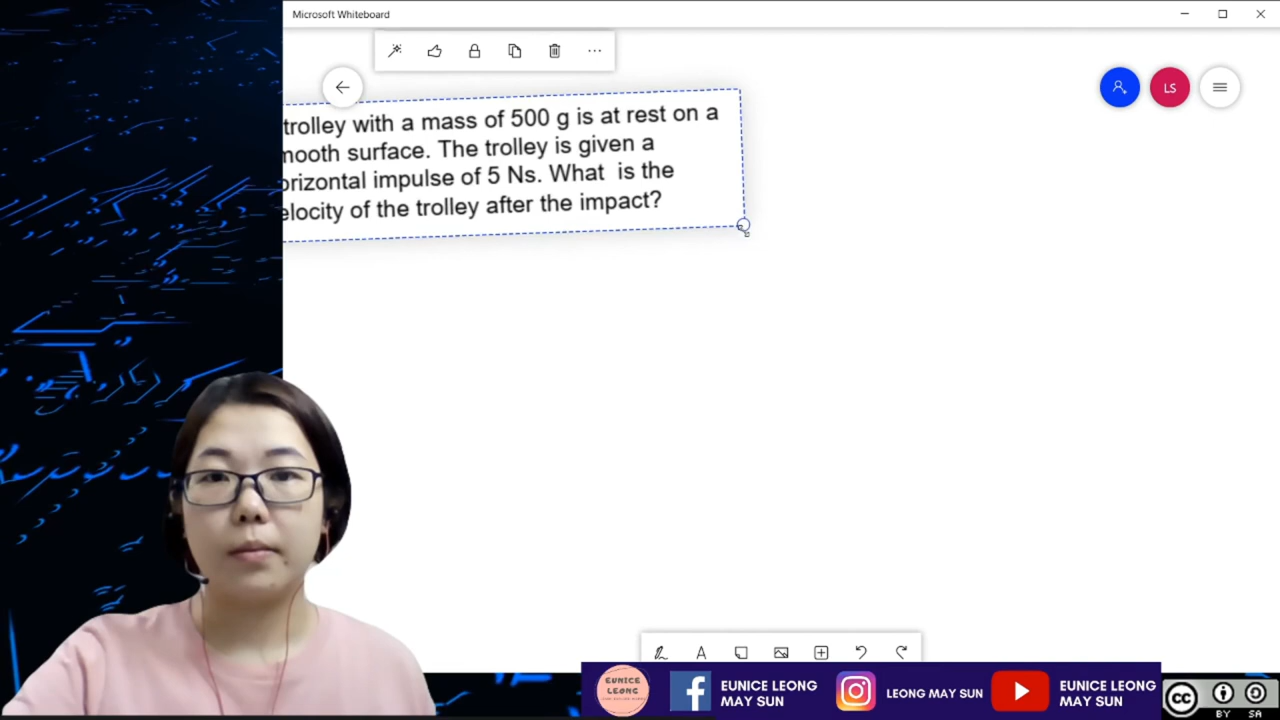 Microsoft Whiteboard
LS
trolley with a mass of 500 g is at rest on a
mooth surface. The trolley is given a
orizontal impulse of 5 Ns. What is the
elocity of the trolley after the impact?
EUNICE
LEONG
EUNICE LEONG
MAY SUN
LEONG MAY SUN
EUNICE LEONG
MAY SUN
CC
BY SA